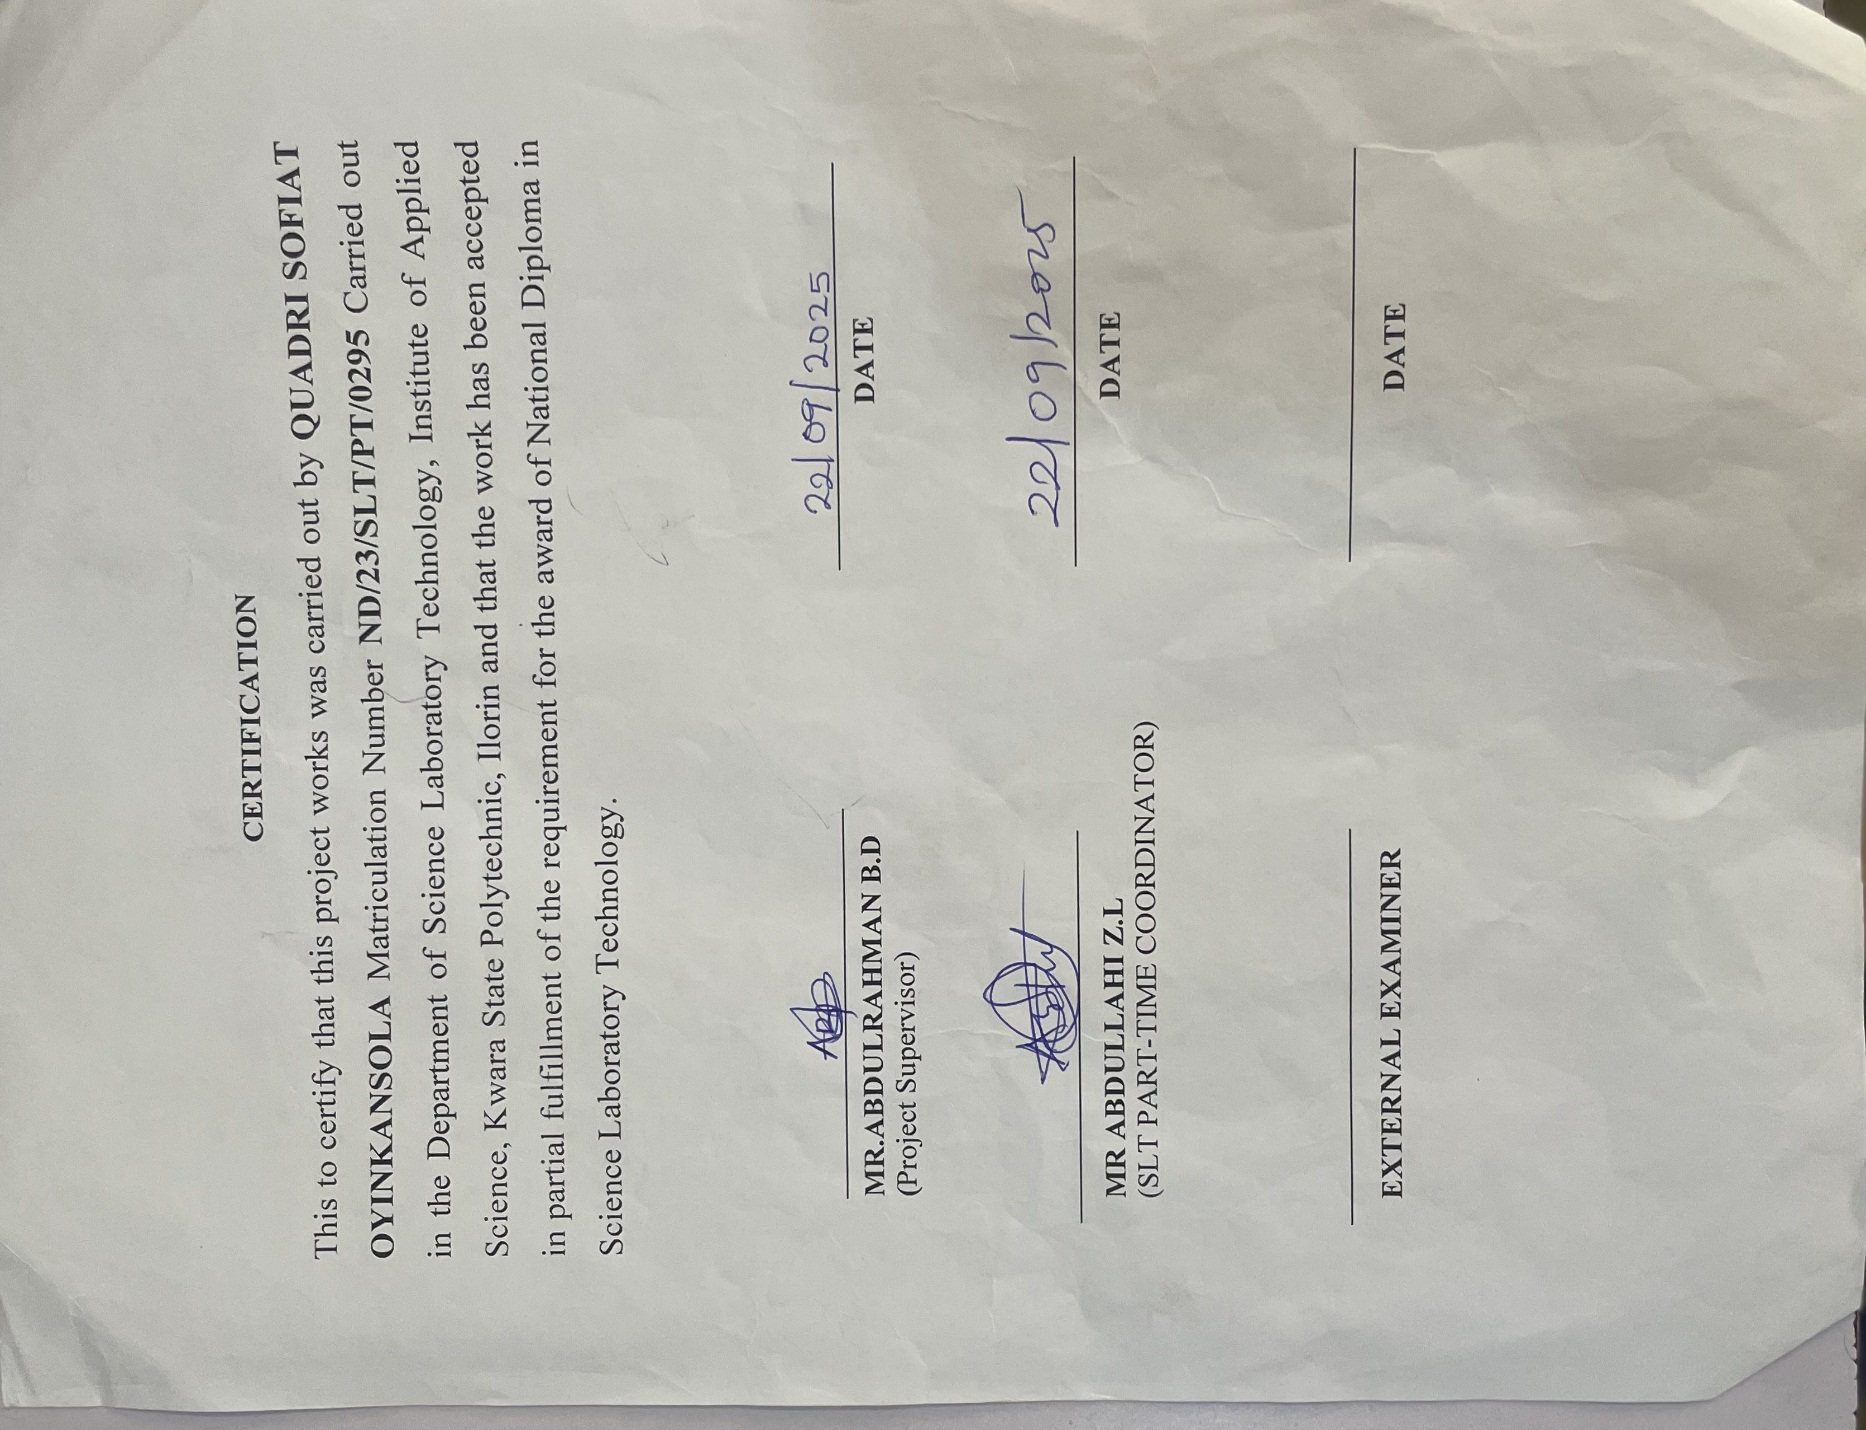 CERTIFICATION
This to certify that this project works was carried out by QUADRI SOFIAT
OYINKANSOLA Matriculation Number ND/23/SLT/PT/0295 Carried out
in the Department of Science Laboratory Technology, Institute of Applied
Science, Kwara State Polytechnic, Ilorin and that the work has been accepted
in partial fulfillment of the requirement for the award of National Diploma in
Science Laboratory Technology.
22/09/2025
MR.ABDULRAHMAN B.D DATE
(Project Supervisor)
22/09/2025
MR ABDULLAHI Z.L DATE
(SLT PART-TIME COORDINATOR)
EXTERNAL EXAMINER DATE